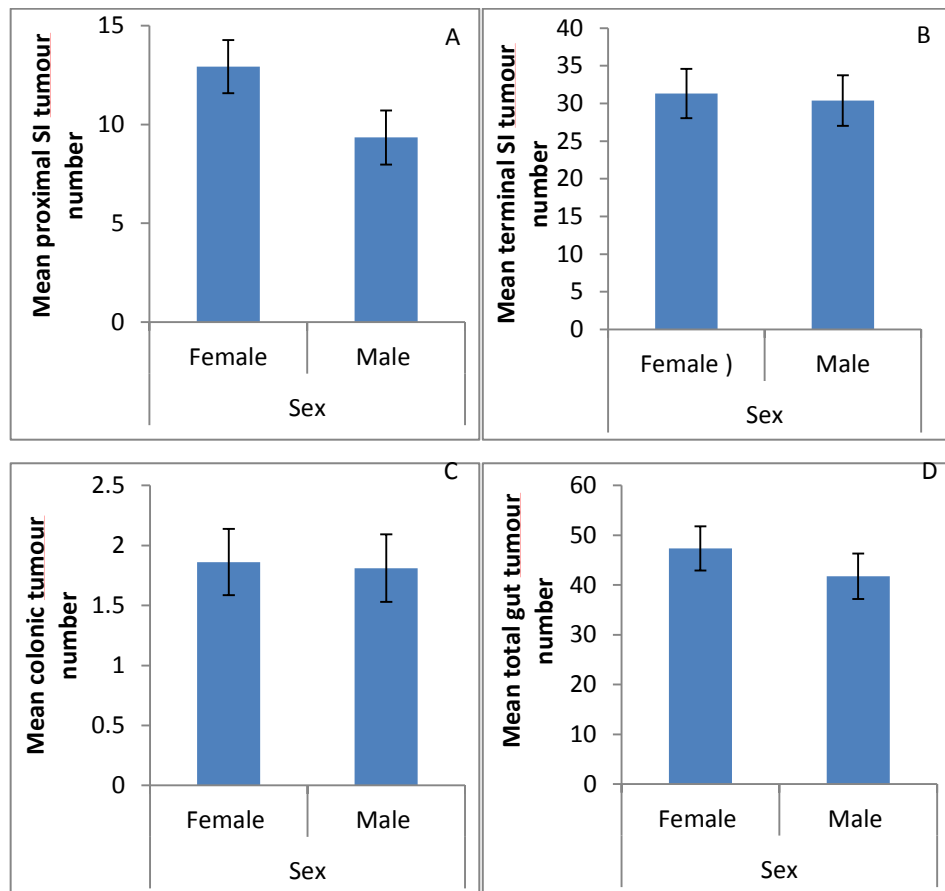 A
Mean proximal SI tumour
number
15
10
5
0
Female Male
Sex
B
Mean terminal SI tumour
number
40
35
30
25
20
15
10
5
0
Female ) Male
Sex
C
Mean colonic tumour
number
2.5
2
1.5
1
0.5
0
Female Male
Sex
D
Mean total gut tumour
number
60
50
40
30
20
10
0
Female Male
Sex